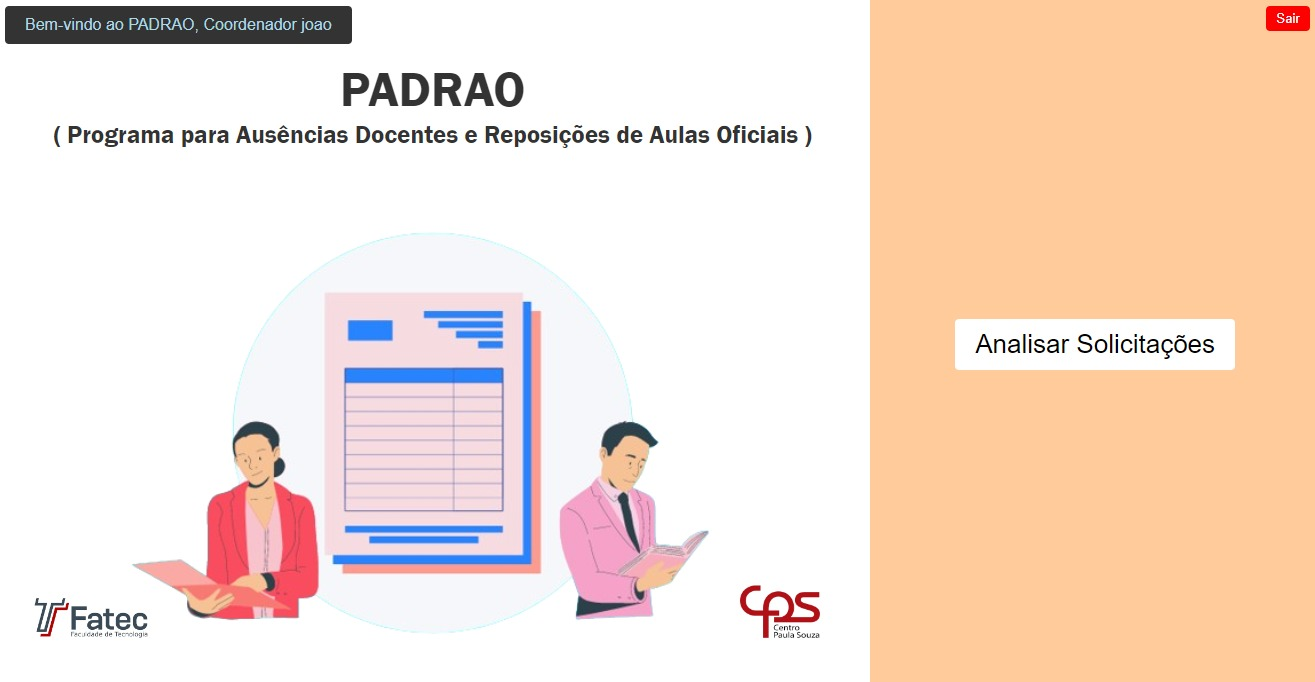 Bem-vindo ao PADRAO, Coordenador joao
Sair
PADRAO
( Programa para Ausências Docentes e Reposições de Aulas Oficiais )
Analisar Solicitações
Fatec
Faculdade de Tecnologia
CPS
Centro
Paula Souza